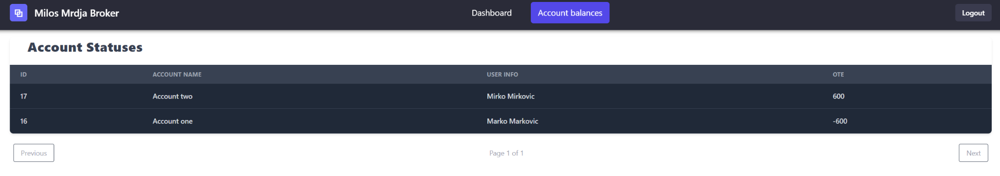 Milos Mrdja Broker Dashboard Account balances Logout
Account Statuses
ID ACCOUNT NAME USER INFO OTE
17 Account two Mirko Mirkovic 600
16 Account one Marko Markovic -600
Previous Page 1 of 1 Next